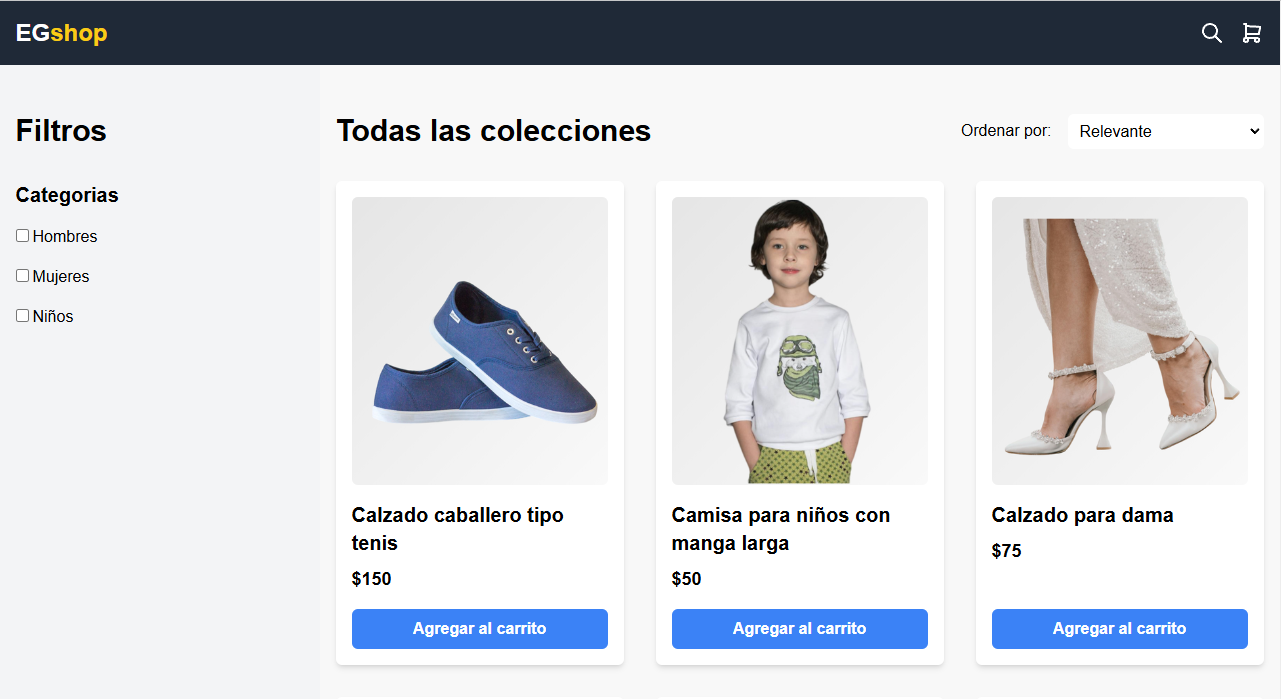 EGshop
Filtros
Categorias
Hombres
Mujeres
Niños
Todas las colecciones
Ordenar por:
Relevante
Calzado caballero tipo
tenis
$150
Agregar al carrito
Camisa para niños con
manga larga
$50
Agregar al carrito
Calzado para dama
$75
Agregar al carrito